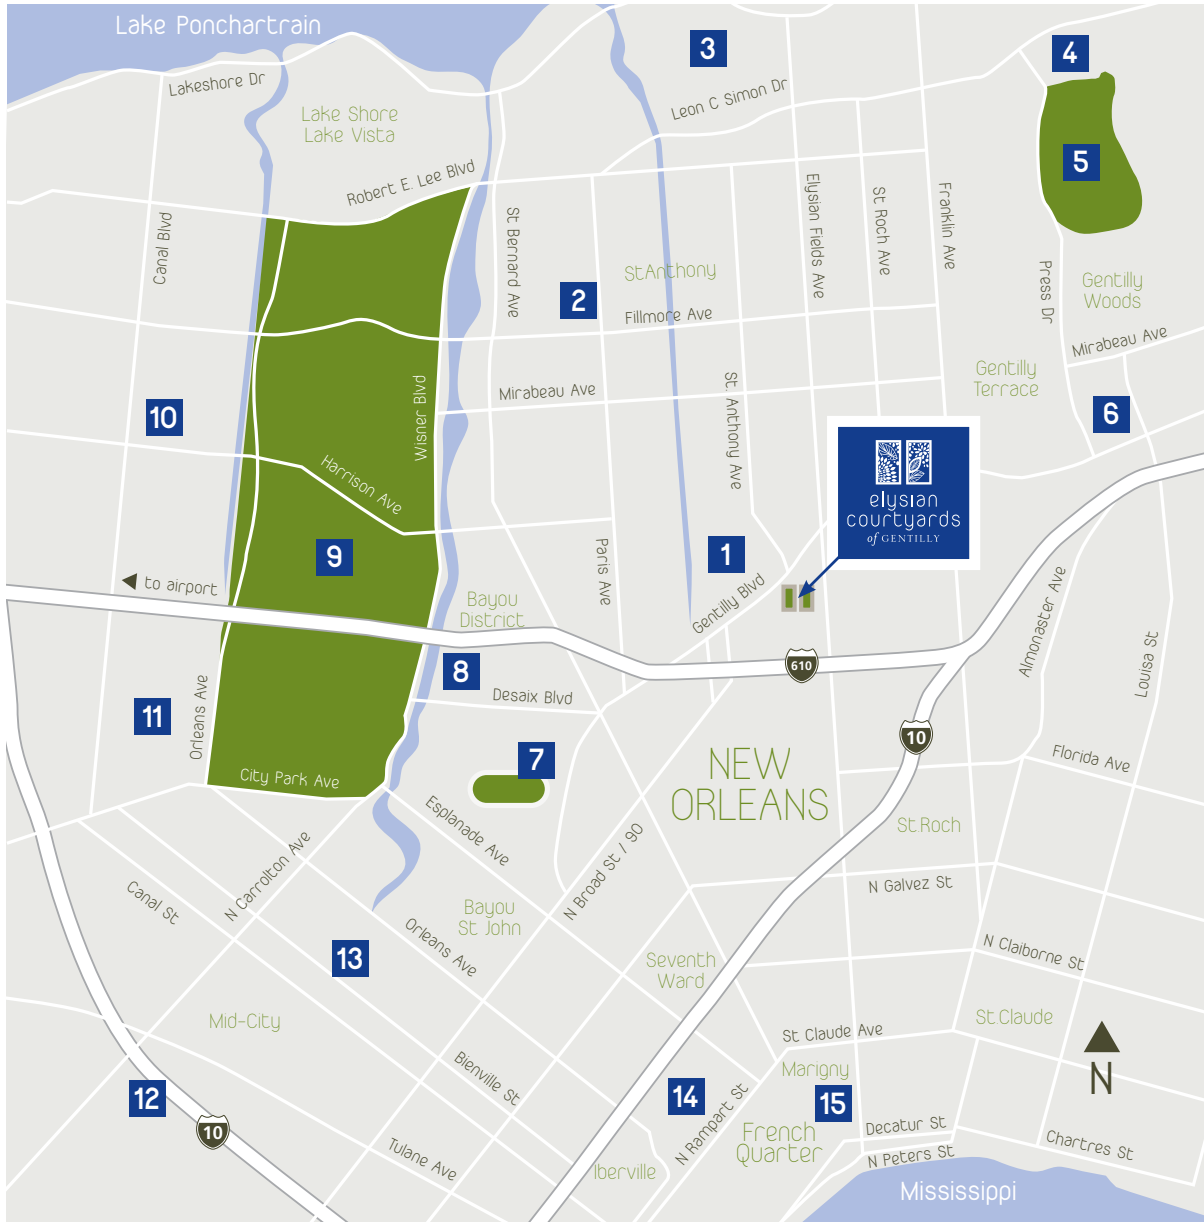 Lake Ponchartrain
3
4
Lakeshore Dr
Leon C Simon Dr
Lake Shore
Lake Vista
5
Robert E. Lee Blvd
Canal Blvd
St Bernard Ave
Elysian Fields Ave
St Roch Ave
Franklin Ave
St Anthony
Press Dr
Gentilly
Woods
2
Fillmore Ave
Mirabeau Ave
Gentilly
Terrace
Wisner Blvd
Mirabeau Ave
St. Anthony Ave
10
6
Harrison Ave
elysian
courtyards
of GENTILLY
9
1
Paris Ave
to airport
Bayou
District
Gentilly Blvd
Almonaster Ave
Louisa St
610
8
Desaix Blvd
11
Orleans Ave
10
7
NEW
ORLEANS
Florida Ave
City Park Ave
Esplanade Ave
St Roch
N Carrolton Ave
N Broad St / 90
Canal St
N Galvez St
Bayou
St John
Orleans Ave
13
Seventh
Ward
N Claiborne St
Mid-City
St Claude
St Claude Ave
Bienville St
Marigny
N
12
14
N Rampart St
15
10
French
Quarter
Decatur St
N Peters St
Chartres St
Tulane Ave
Iberville
Mississippi